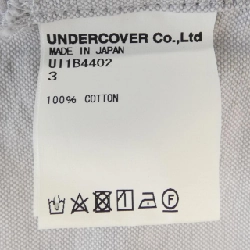 UNDERCOVER Co.,Ltd
MADE IN JAPAN
UI1B4402
3
100% COTTON